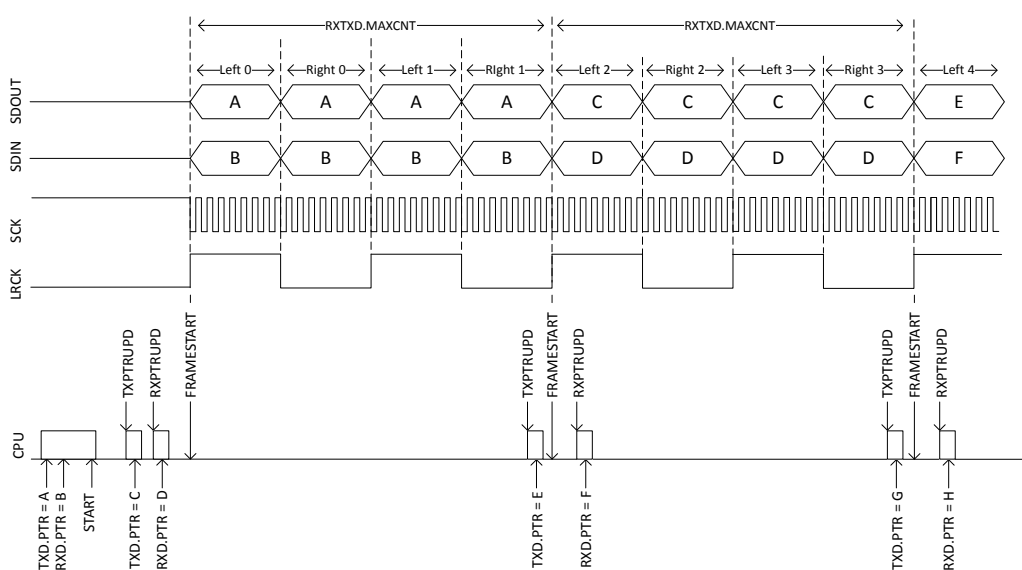 RXTXD.MAXCNT RXTXD.MAXCNT
Left 0 Right 0 Left 1 RIght 1 Left 2 Right 2 Left 3 Right 3 Left 4
SDOUT A A A A C C C C E
SDIN B B B B D D D D F
SCK
LRCK
TXPTRUPD RXPTRUPD FRAMESTART TXPTRUPD FRAMESTART RXPTRUPD TXPTRUPD FRAMESTART RXPTRUPD
CPU
TXD.PTR = A RXD.PTR = B START TXD.PTR = C RXD.PTR = D TXD.PTR = E RXD.PTR = F TXD.PTR = G RXD.PTR = H